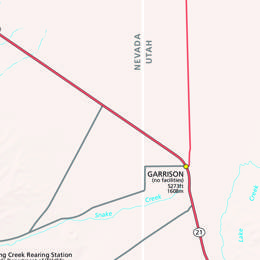 NEVADA
UTAH
GARRISON
(no facilities)
5273ft
1608m
Snake Creek
21
Lake Creek
ng Creek Rearing Station